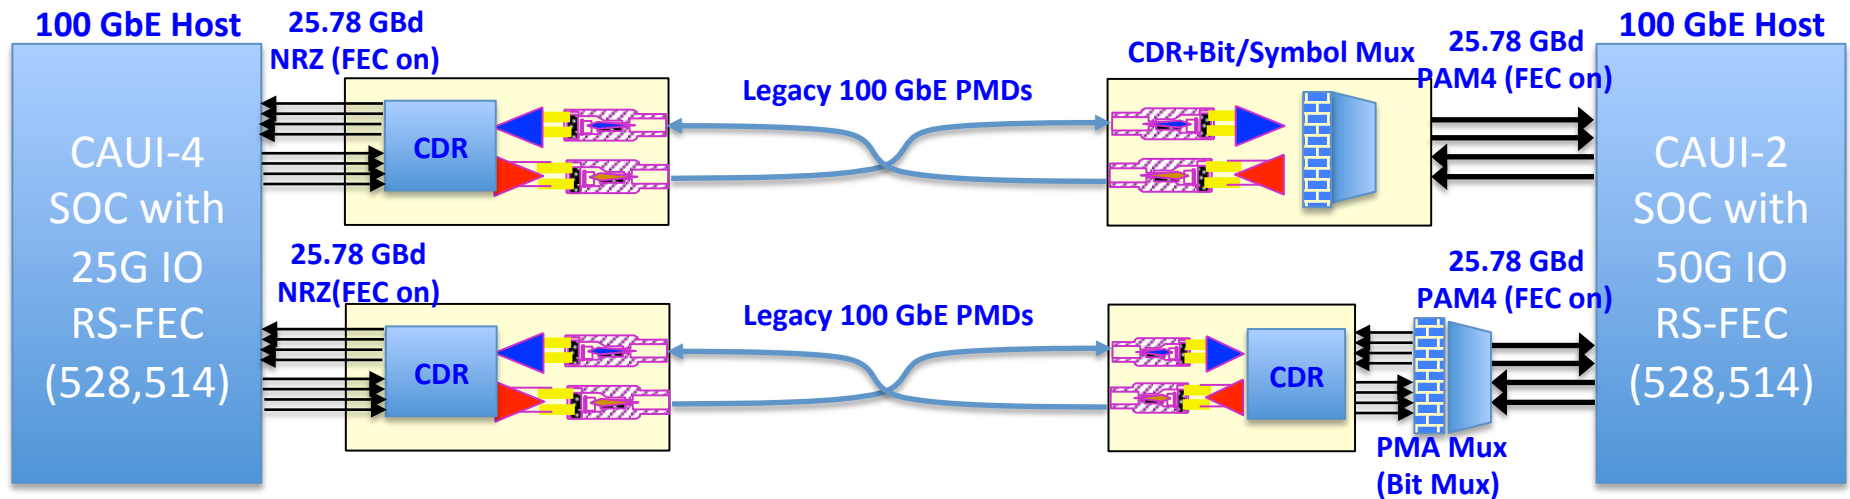 100 GbE Host
CAUI-4
SOC with
25G IO
RS-FEC
(528,514)
25.78 GBd
NRZ (FEC on)
CDR
Legacy 100 GbE PMDs
CDR+Bit/Symbol Mux
25.78 GBd
PAM4 (FEC on)
100 GbE Host
CAUI-2
SOC with
50G IO
RS-FEC
(528,514)
25.78 GBd
NRZ(FEC on)
CDR
Legacy 100 GbE PMDs
CDR
25.78 GBd
PAM4 (FEC on)
PMA Mux
(Bit Mux)